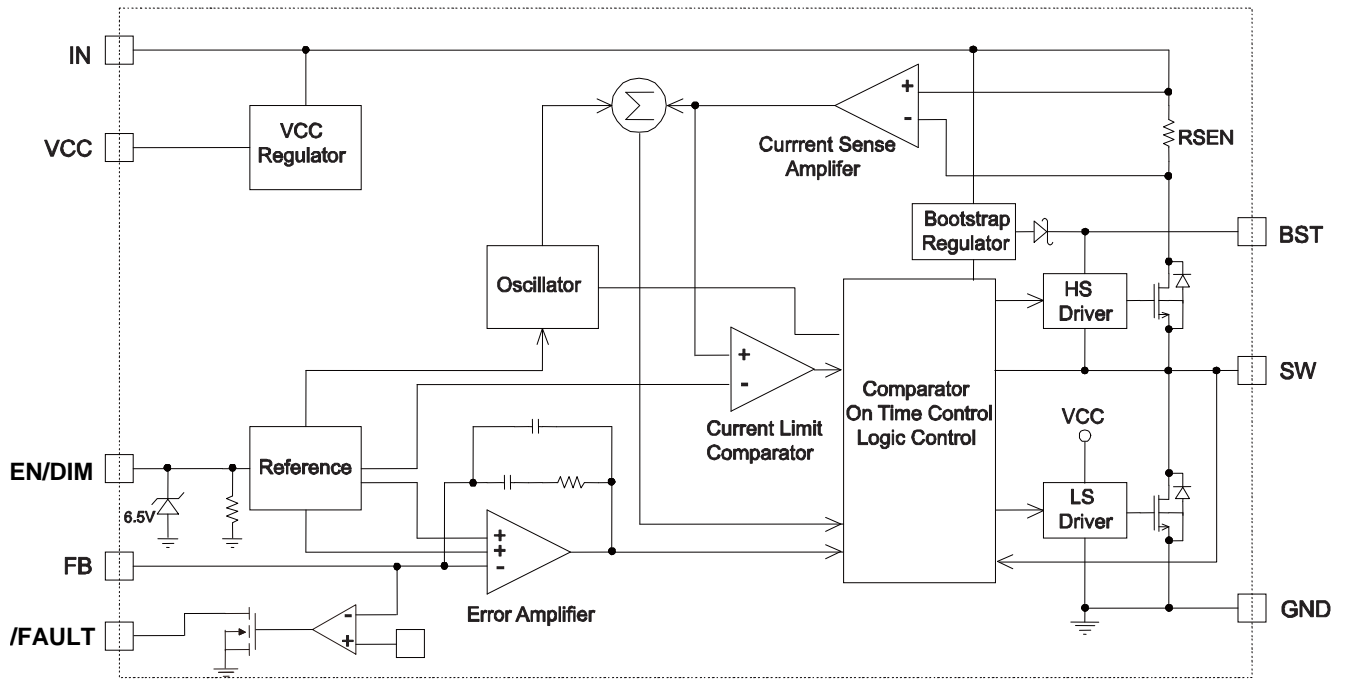 IN
VCC
VCC
Regulator
Σ
+
-
Currrent Sense
Amplifer
RSEN
Bootstrap
Regulator
BST
Oscillator
HS
Driver
+
-
Current Limit
Comparator
Comparator
On Time Control
Logic Control
SW
VCC
EN/DIM
6.5V
Reference
LS
Driver
FB
+
+
-
Error Amplifier
/FAULT
-
+
GND